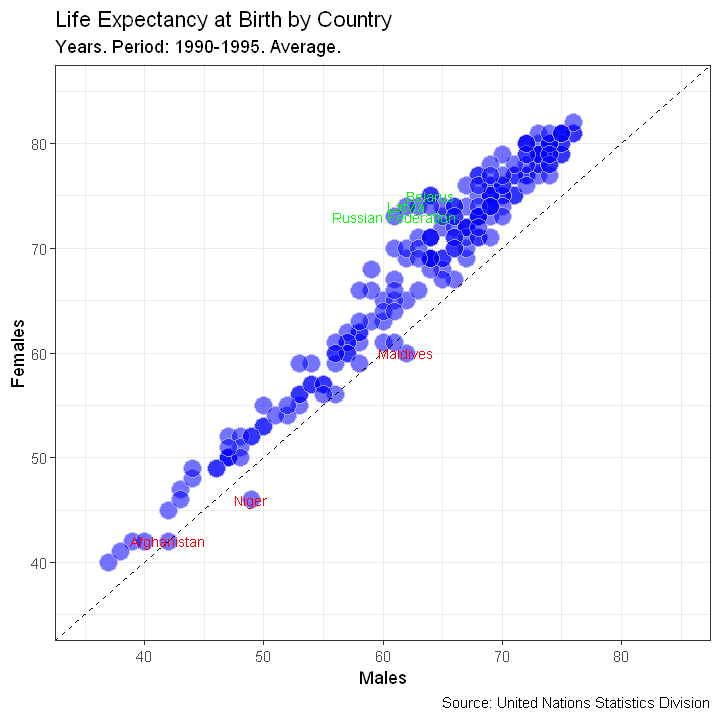 Life Expectancy at Birth by Country
Years. Period: 1990-1995. Average.
Females
80
70
60
50
40
Belarus
Russian Federation
Maldives
Niger
Afghanistan
40
50
60
70
80
Males
Source: United Nations Statistics Division